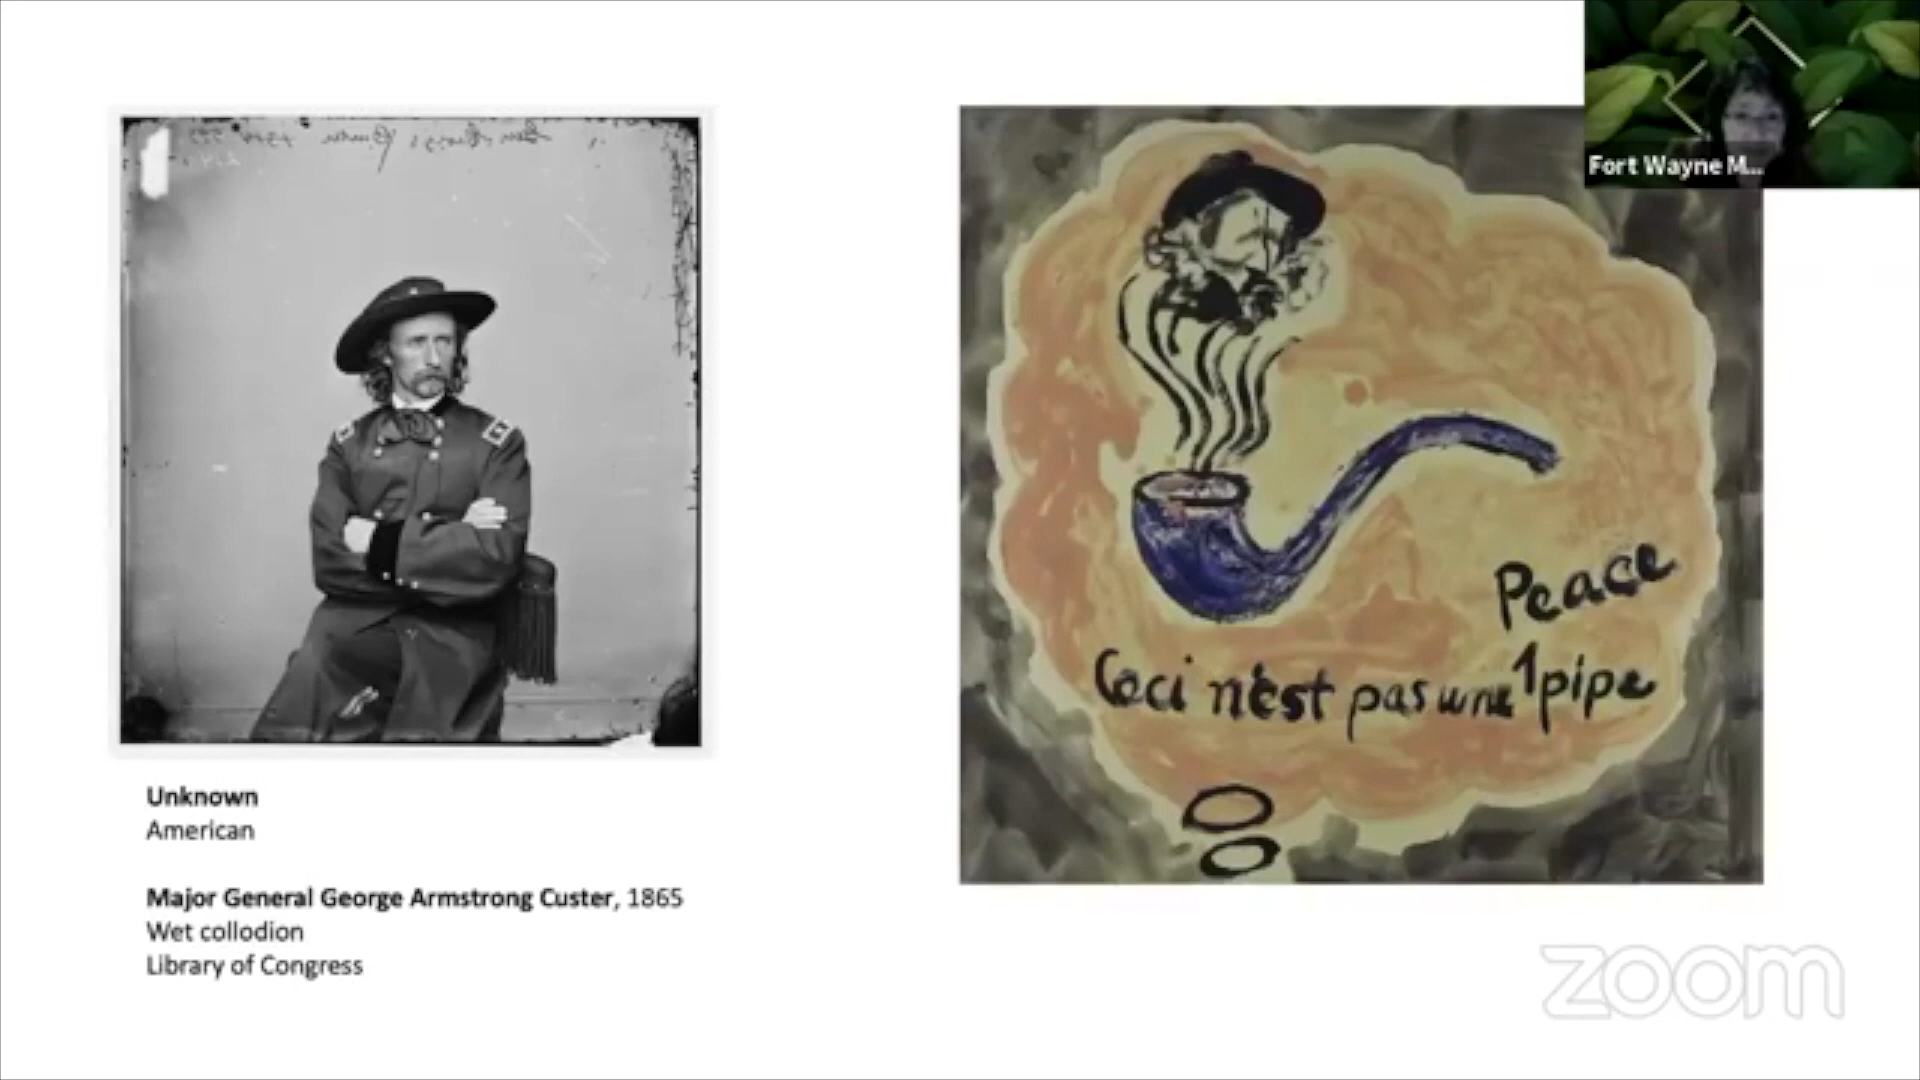 Fort Wayne M...
Peace
Ceci n'est pas une 1 pipe
Unknown
American
Major General George Armstrong Custer, 1865
Wet collodion
Library of Congress
zoom